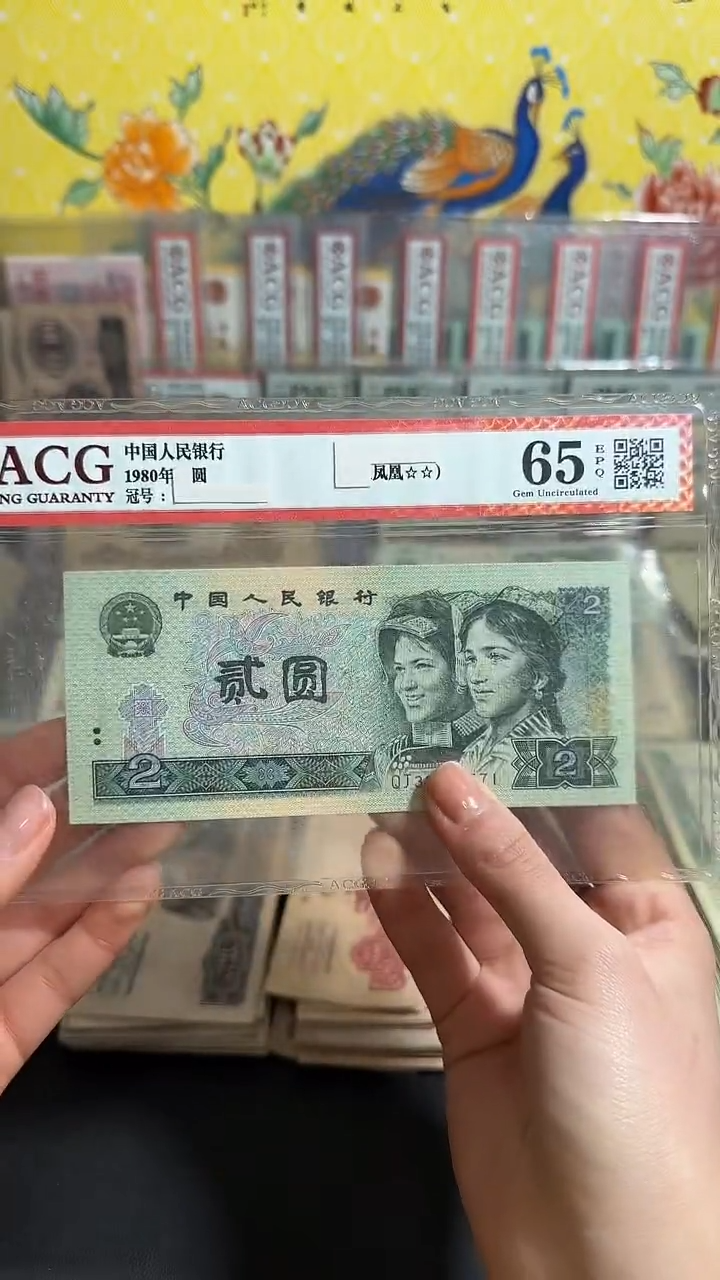 ACG
NG GUARANTY
中国人民银行
1980年 圆
冠号：
凤凰☆☆)
65
EPQ
Gem Uncirculated
中国人民银行
2
贰圆
2
2